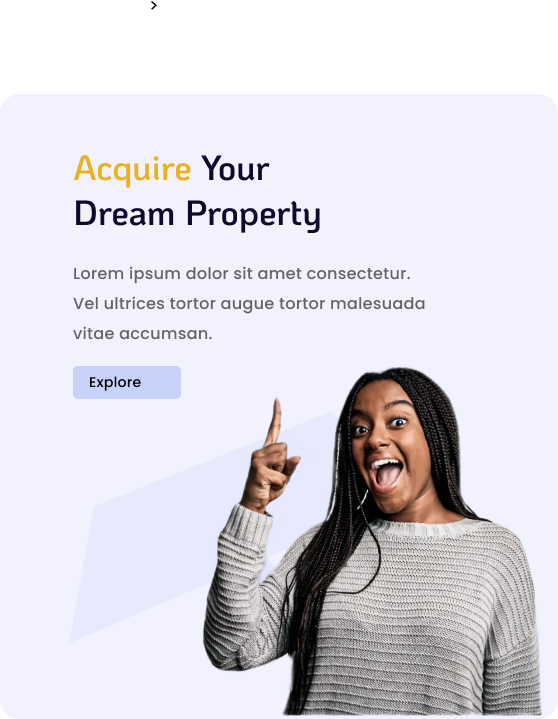 Acquire Your
Dream Property
Lorem ipsum dolor sit amet consectetur.
Vel ultrices tortor augue tortor malesuada
vitae accumsan.
Explore